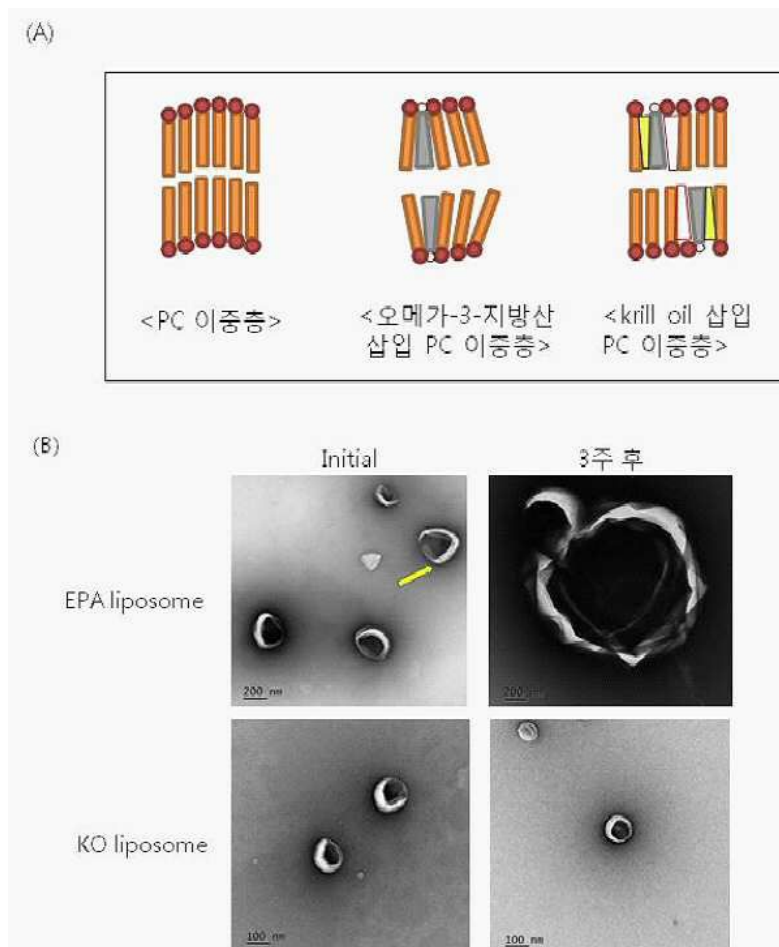 (A)
<PC 이중층>
<오메가-3-지방산
삽입 PC 이중층>
<krill oil 삽입
PC 이중층>
(B)
Initial
3주 후
EPA liposome
200 nm
200 nm
KO liposome
100 nm
100 nm